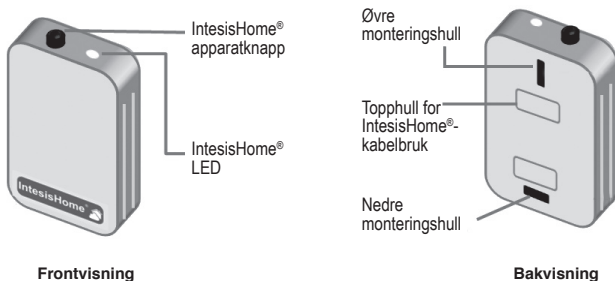 IntesisHome®
apparatknapp
IntesisHome®
LED
IntesisHome®
Frontvisning
Øvre
monteringshull
Topphull for
IntesisHome®-
kabelbruk
Nedre
monteringshull
Bakvisning